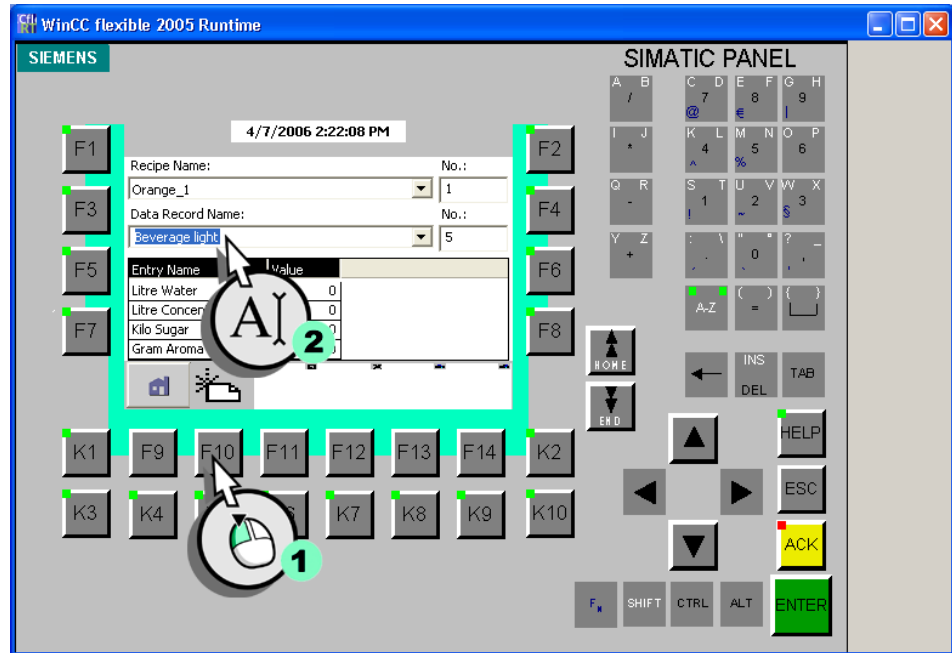 WinCC flexible 2005 Runtime
SIEMENS
SIMATIC PANEL
4/7/2006 2:22:08 PM
Recipe Name: No.:
Orange_1 1
Data Record Name: No.:
Beverage light 5
Entry Name Value
Litre Water 0
Litre Concen 0
Kilo Sugar 0
Gram Aroma
AI
2
F1 F2
F3 F4
F5 F6
F7 F8
K1 F9 F10 F11 F12 F13 F14 K2
K3 K4 K7 K8 K9 K10
1
A B / C D 7 @ E F 8 € G H 9 |
I J * K L 4 ^ M N 5 % O P 6
Q R - S T 1 ! U V 2 ~ W X 3 §
Y Z + : \ . " ° 0 ? _ ,
A-Z ( ) = { }
HOME
END
INS
DEL
TAB
HELP
ESC
ACK
FN SHIFT CTRL ALT ENTER